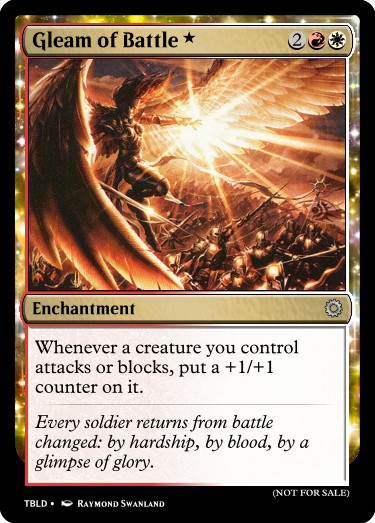 Gleam of Battle ★ 2
Enchantment
Whenever a creature you control
attacks or blocks, put a +1/+1
counter on it.
Every soldier returns from battle
changed: by hardship, by blood, by a
glimpse of glory.
(NOT FOR SALE)
TBLD • Raymond Swanland